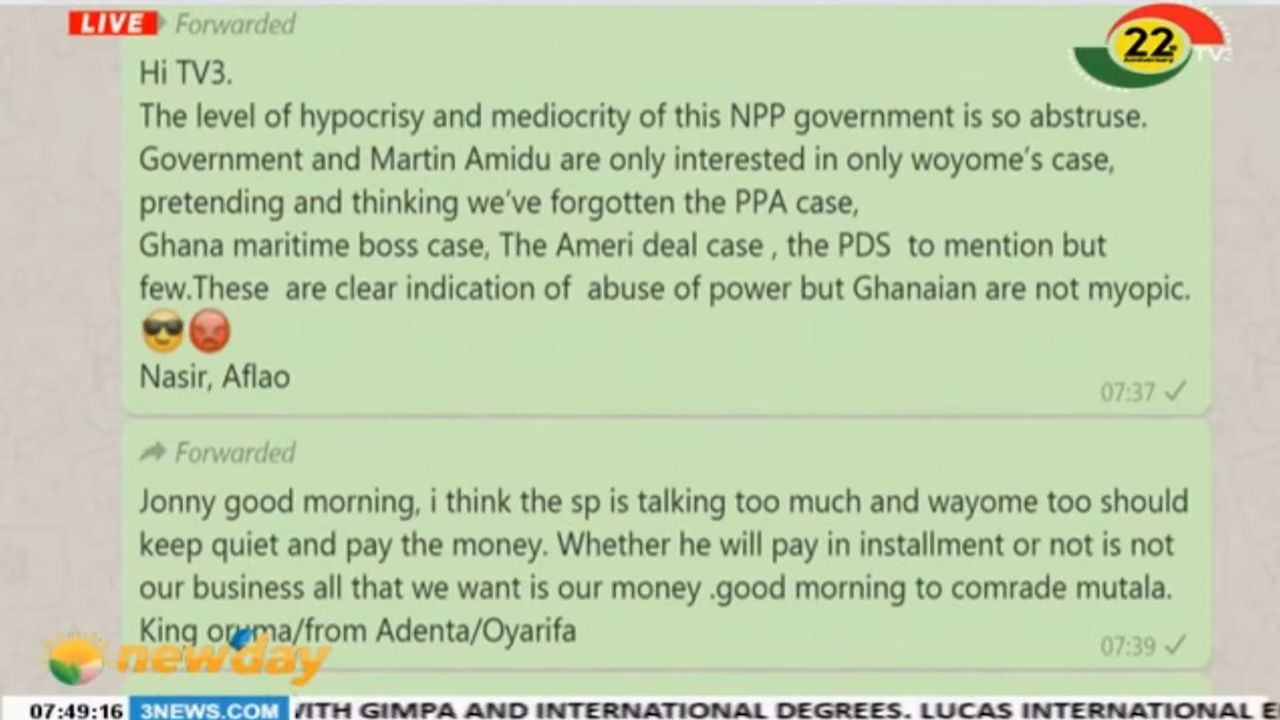 LIVE
Forwarded
22
Anniversary
TV3
Hi TV3.
The level of hypocrisy and mediocrity of this NPP government is so abstruse.
Government and Martin Amidu are only interested in only woyome’s case,
pretending and thinking we’ve forgotten the PPA case,
Ghana maritime boss case, The Ameri deal case , the PDS  to mention but
few.These  are clear indication of  abuse of power but Ghanaian are not myopic.
😎😡
Nasir, Aflao
07:37 ✓
Forwarded
Jonny good morning, i think the sp is talking too much and wayome too should
keep quiet and pay the money. Whether he will pay in installment or not is not
our business all that we want is our money .good morning to comrade mutala.
King oruma/from Adenta/Oyarifa
07:39 ✓
newday
07:49:16
3NEWS.COM
WITH GIMPA AND INTERNATIONAL DEGREES. LUCAS INTERNATIONAL E